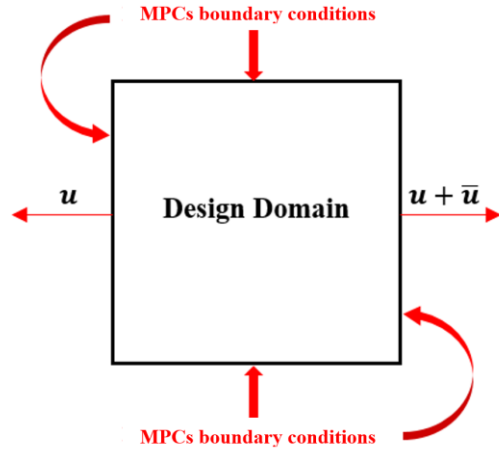 MPCs boundary conditions
u
Design Domain
u + ū
MPCs boundary conditions